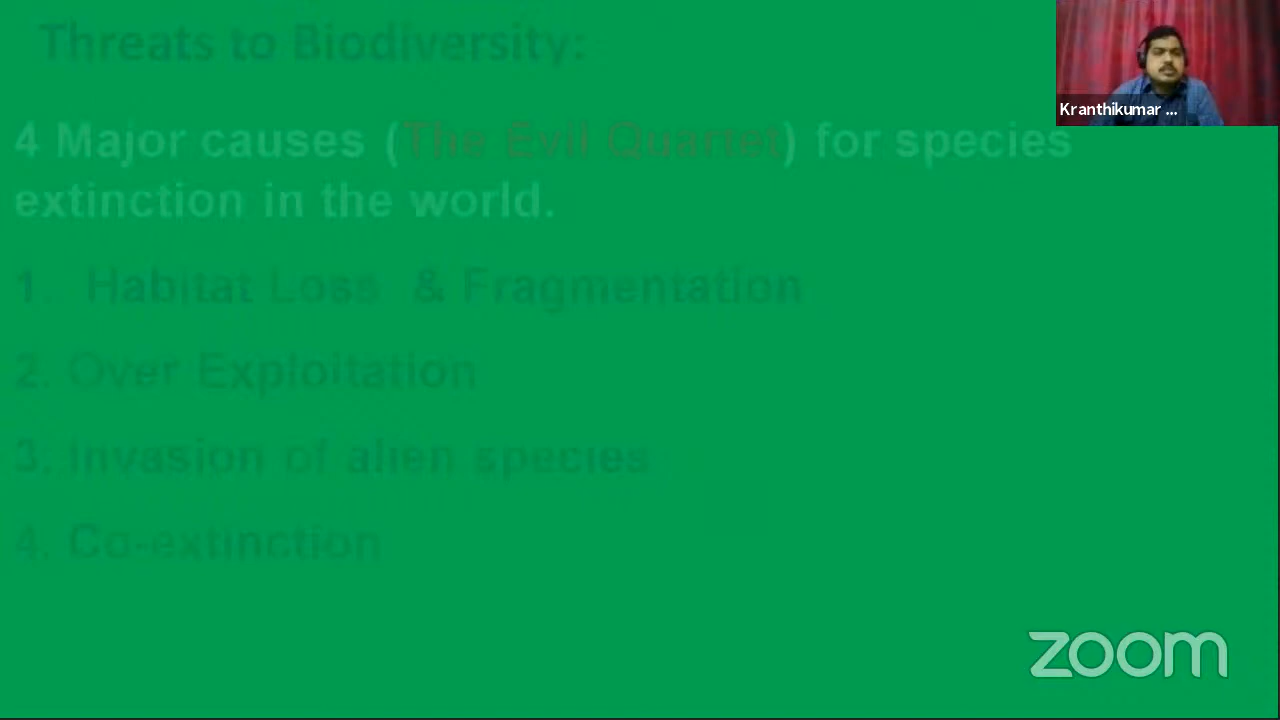 Threats to Biodiversity:
Kranthikumar ...
4 Major causes (The Evil Quartet) for species
extinction in the world.
1. Habitat Loss & Fragmentation
2. Over Exploitation
3. Invasion of alien species
4. Co-extinction
zoom